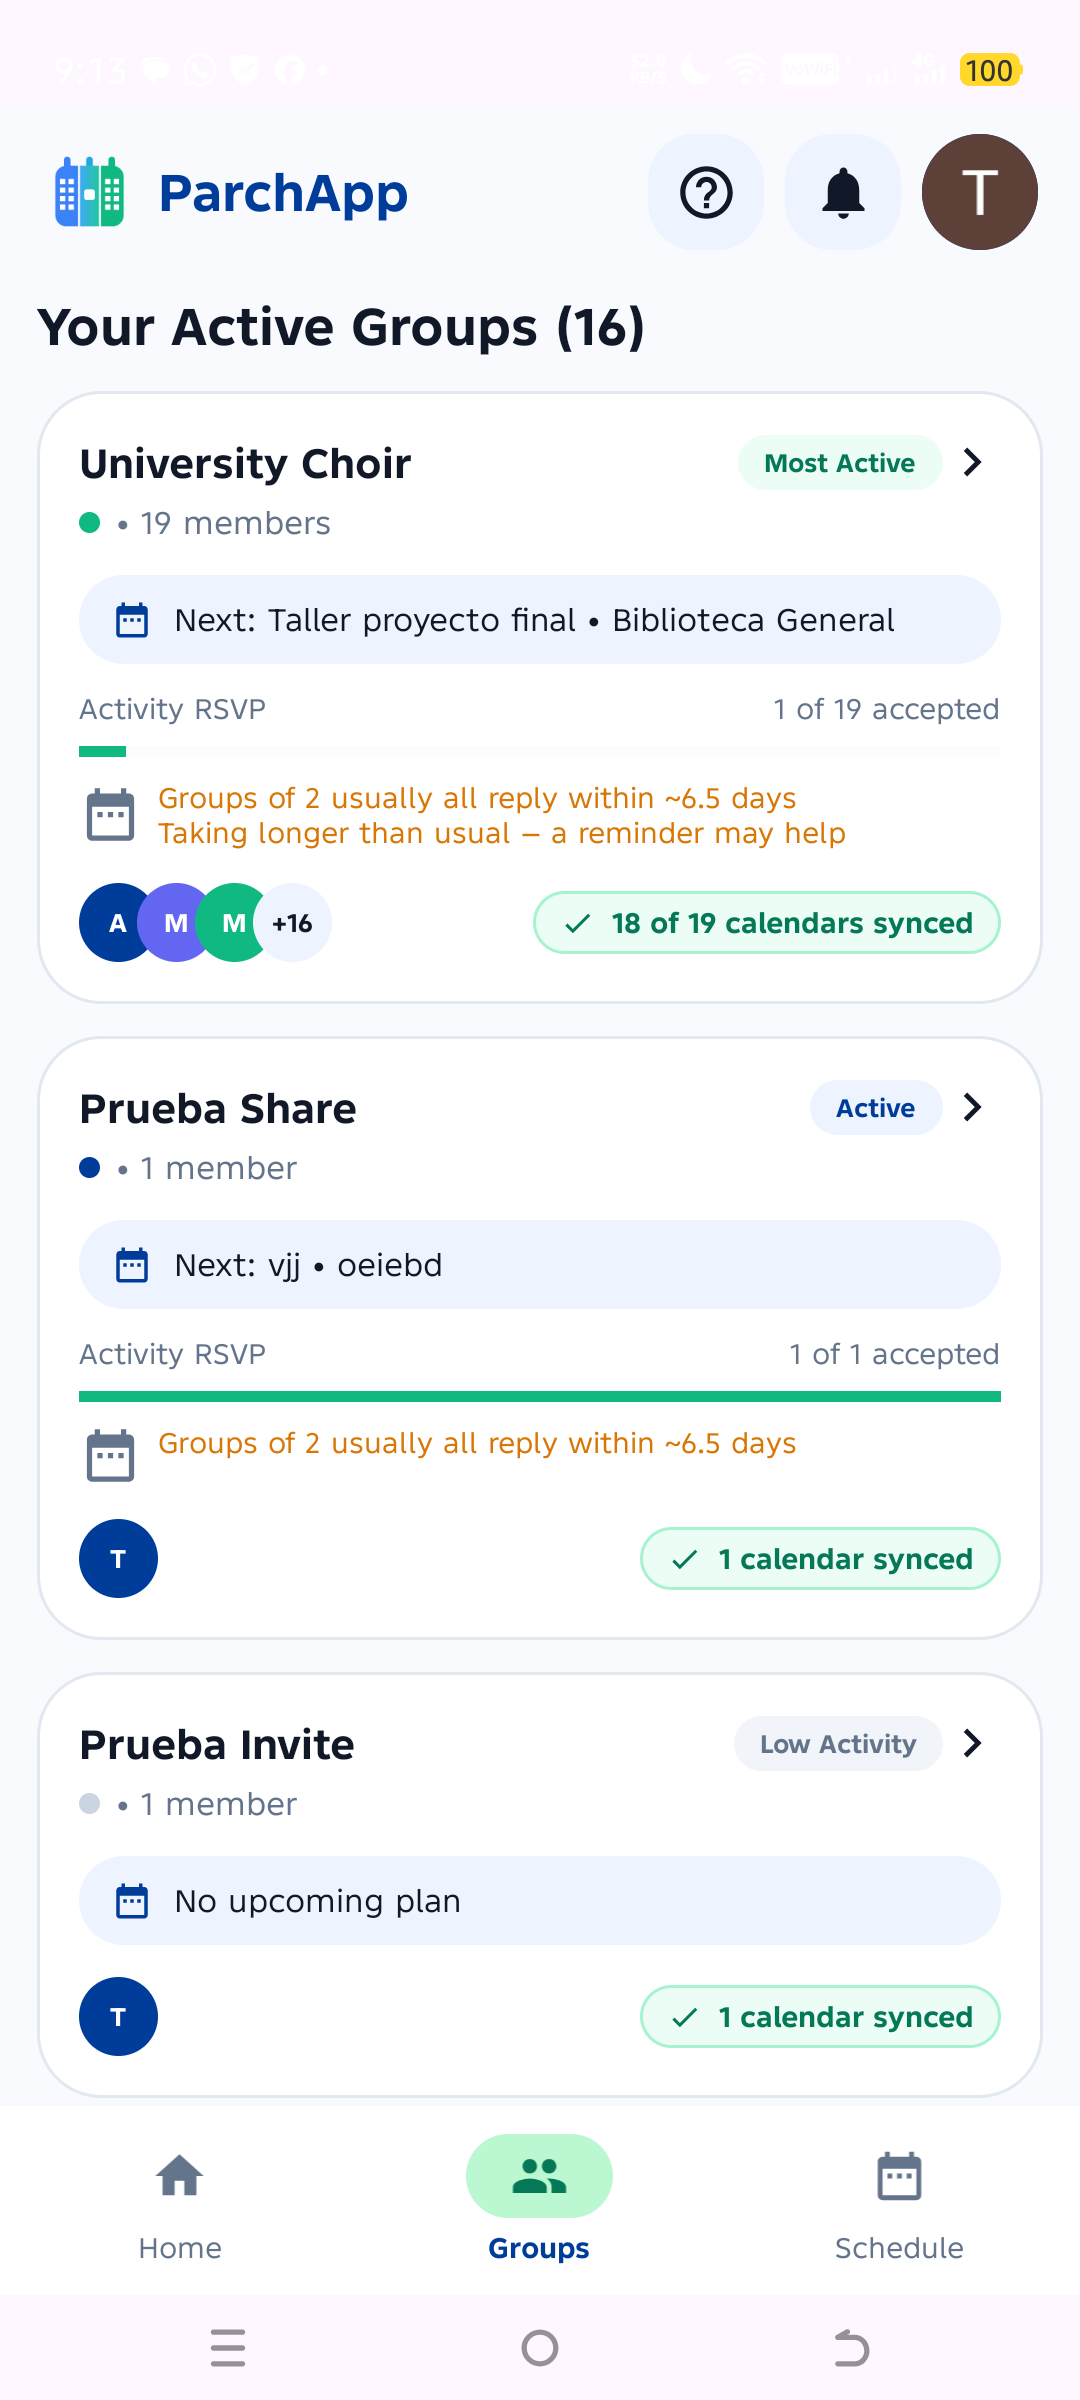 9:13
100
ParchApp
T
Your Active Groups (16)
University Choir
Most Active
• 19 members
Next: Taller proyecto final • Biblioteca General
Activity RSVP
1 of 19 accepted
Groups of 2 usually all reply within ~6.5 days
Taking longer than usual – a reminder may help
A
M
M
+16
18 of 19 calendars synced
Prueba Share
Active
• 1 member
Next: vjj • oeiebd
Activity RSVP
1 of 1 accepted
Groups of 2 usually all reply within ~6.5 days
T
1 calendar synced
Prueba Invite
Low Activity
• 1 member
No upcoming plan
T
1 calendar synced
Home
Groups
Schedule